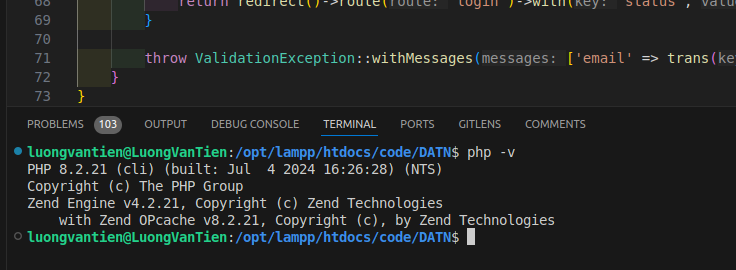 68 return redirect()->route(route: 'login')->with(key: 'status',
69 }
70
71 throw ValidationException::withMessages(messages: ['email' => trans(
72 }
73 }
PROBLEMS 103 OUTPUT DEBUG CONSOLE TERMINAL PORTS GITLENS COMMENTS
luongvantien@LuongVanTien:/opt/lampp/htdocs/code/DATN$ php -v
PHP 8.2.21 (cli) (built: Jul  4 2024 16:26:28) (NTS)
Copyright (c) The PHP Group
Zend Engine v4.2.21, Copyright (c) Zend Technologies
    with Zend OPcache v8.2.21, Copyright (c), by Zend Technologies
luongvantien@LuongVanTien:/opt/lampp/htdocs/code/DATN$